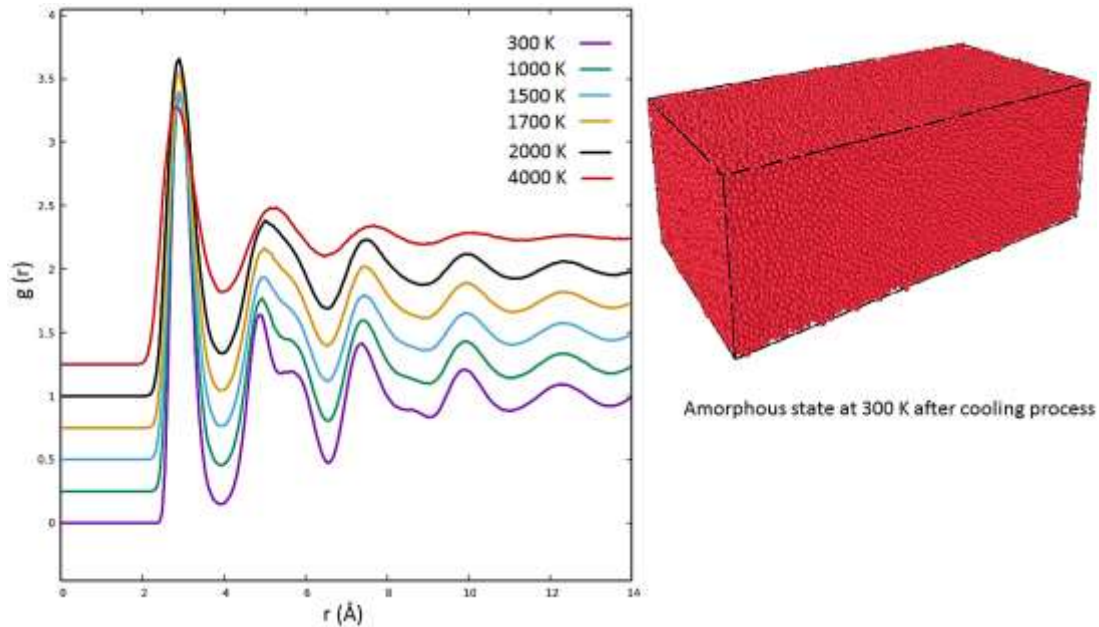 4
3.5
3
2.5
2
1.5
1
0.5
0
g (r)
0 2 4 6 8 10 12 14
r (Å)
300 K
1000 K
1500 K
1700 K
2000 K
4000 K
Amorphous state at 300 K after cooling process